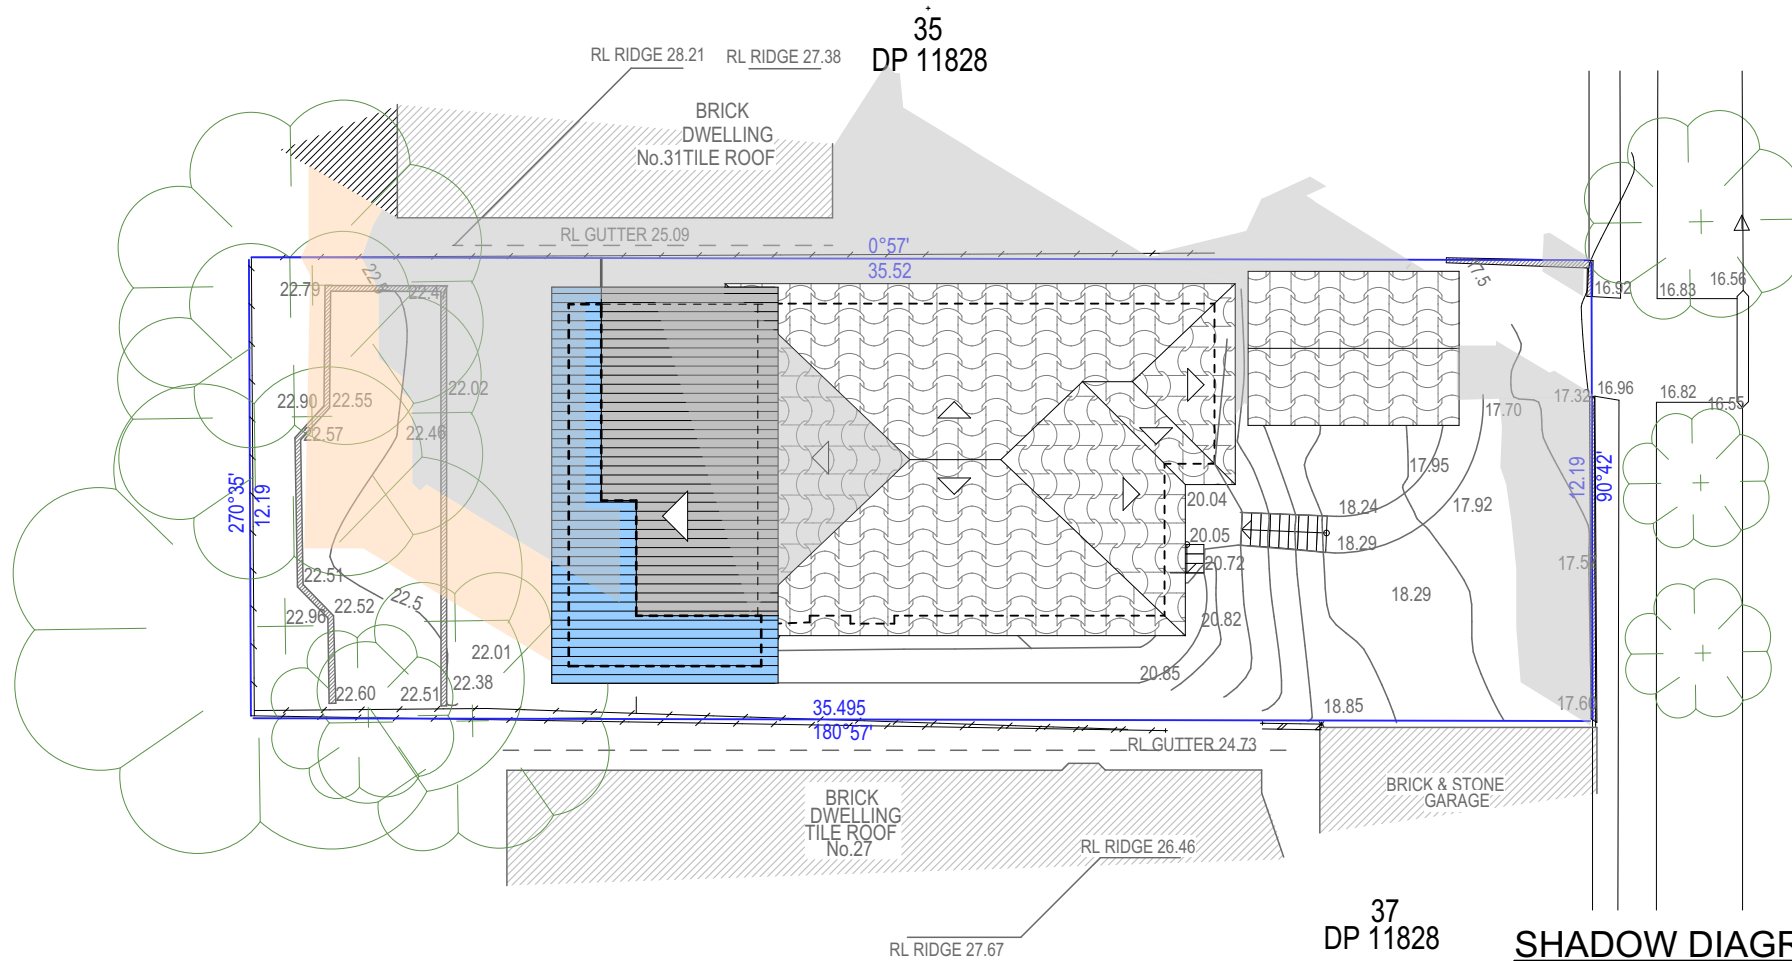 35
DP 11828
RL RIDGE 28.21
RL RIDGE 27.38
BRICK
DWELLING
No.31TILE ROOF
RL GUTTER 25.09
0°57'
35.52
22.79
22.5
22.47
17.5
16.92
16.83
16.56
22.02
22.90
22.55
22.57
22.46
17.32
16.96
16.82
16.55
17.70
17.95
270°35'
12.19
12.19
90°42'
20.04
18.24
17.92
20.05
18.29
20.72
22.51
22.52
22.5
22.96
18.29
20.82
22.01
20.85
22.60
22.51
22.38
18.85
35.495
180°57'
RL GUTTER 24.73
BRICK
DWELLING
TILE ROOF
No.27
BRICK & STONE
GARAGE
RL RIDGE 26.46
RL RIDGE 27.67
37
DP 11828
SHADOW DIAGR